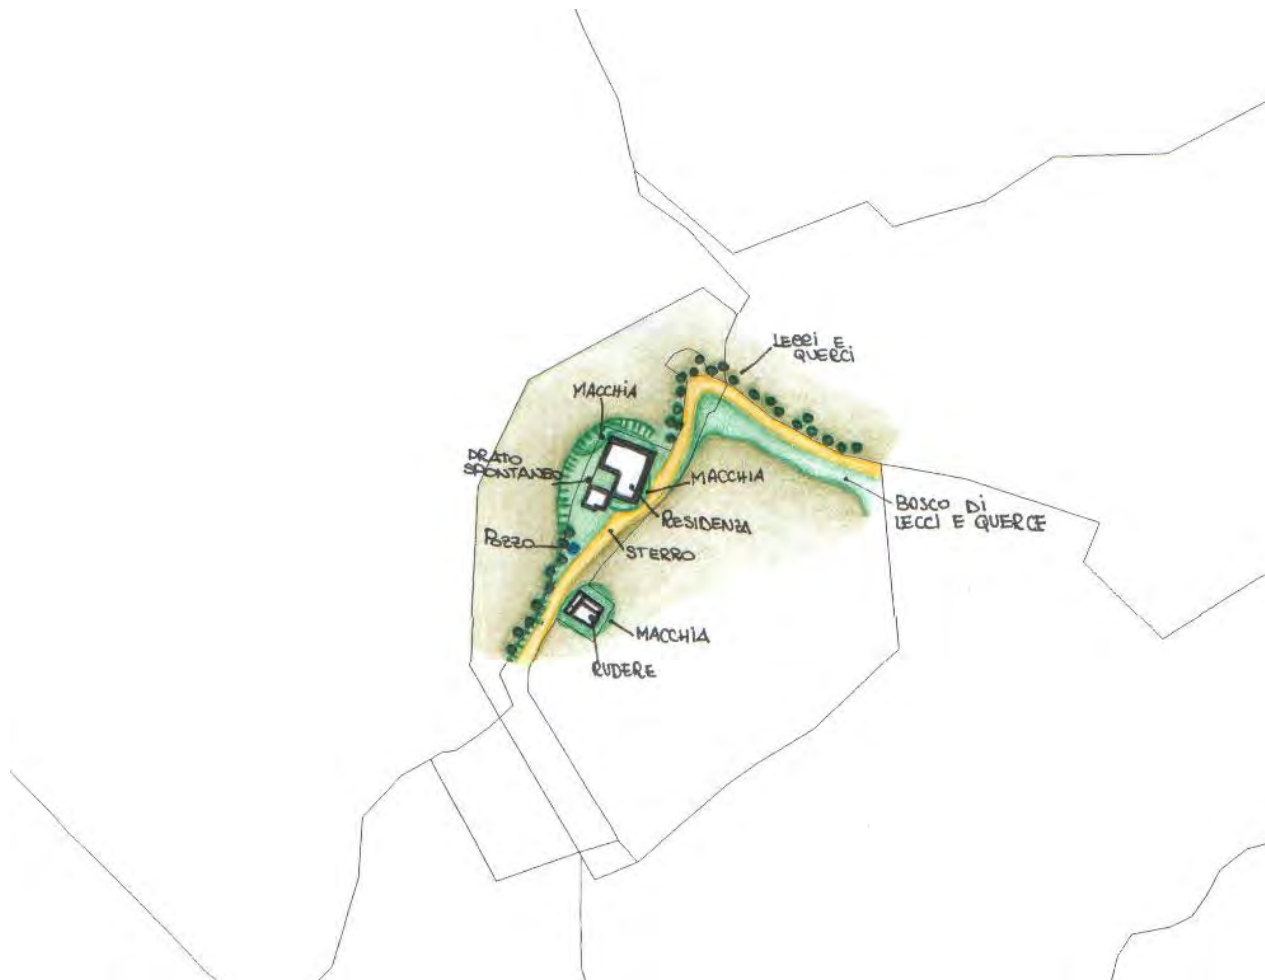 LECCI E
QUERCI
MACCHIA
PRATO
SPONTANEO
MACCHIA
BOSCO DI
LECCI E QUERCE
RESIDENZA
POZZO
STERRO
MACCHIA
RUDERE